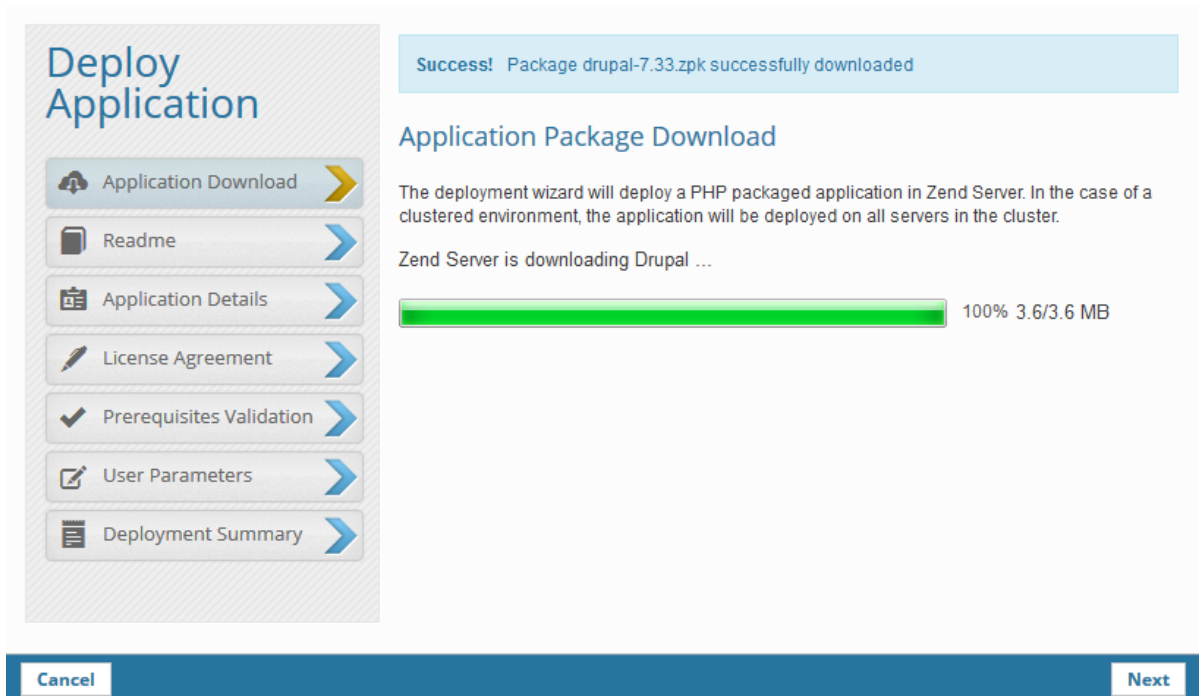 Deploy
Application
Application Download
Readme
Application Details
License Agreement
Prerequisites Validation
User Parameters
Deployment Summary
Success! Package drupal-7.33.zpk successfully downloaded
Application Package Download
The deployment wizard will deploy a PHP packaged application in Zend Server. In the case of a
clustered environment, the application will be deployed on all servers in the cluster.
Zend Server is downloading Drupal ...
100% 3.6/3.6 MB
Cancel
Next